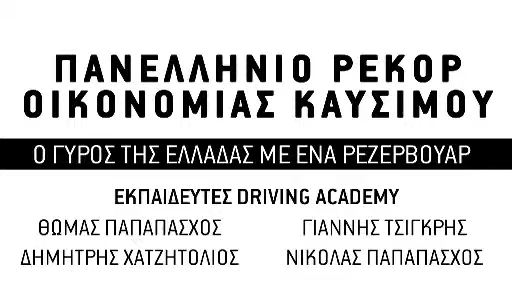 ΠΑΝΕΛΛΗΝΙΟ ΡΕΚΟΡ
ΟΙΚΟΝΟΜΙΑΣ ΚΑΥΣΙΜΟΥ
Ο ΓΥΡΟΣ ΤΗΣ ΕΛΛΑΔΑΣ ΜΕ ΕΝΑ ΡΕΖΕΡΒΟΥΑΡ
ΕΚΠΑΙΔΕΥΤΕΣ DRIVING ACADEMY
ΘΩΜΑΣ ΠΑΠΑΠΑΣΧΟΣ ΓΙΑΝΝΗΣ ΤΣΙΓΚΡΗΣ
ΔΗΜΗΤΡΗΣ ΧΑΤΖΗΤΟΛΙΟΣ ΝΙΚΟΛΑΣ ΠΑΠΑΠΑΣΧΟΣ